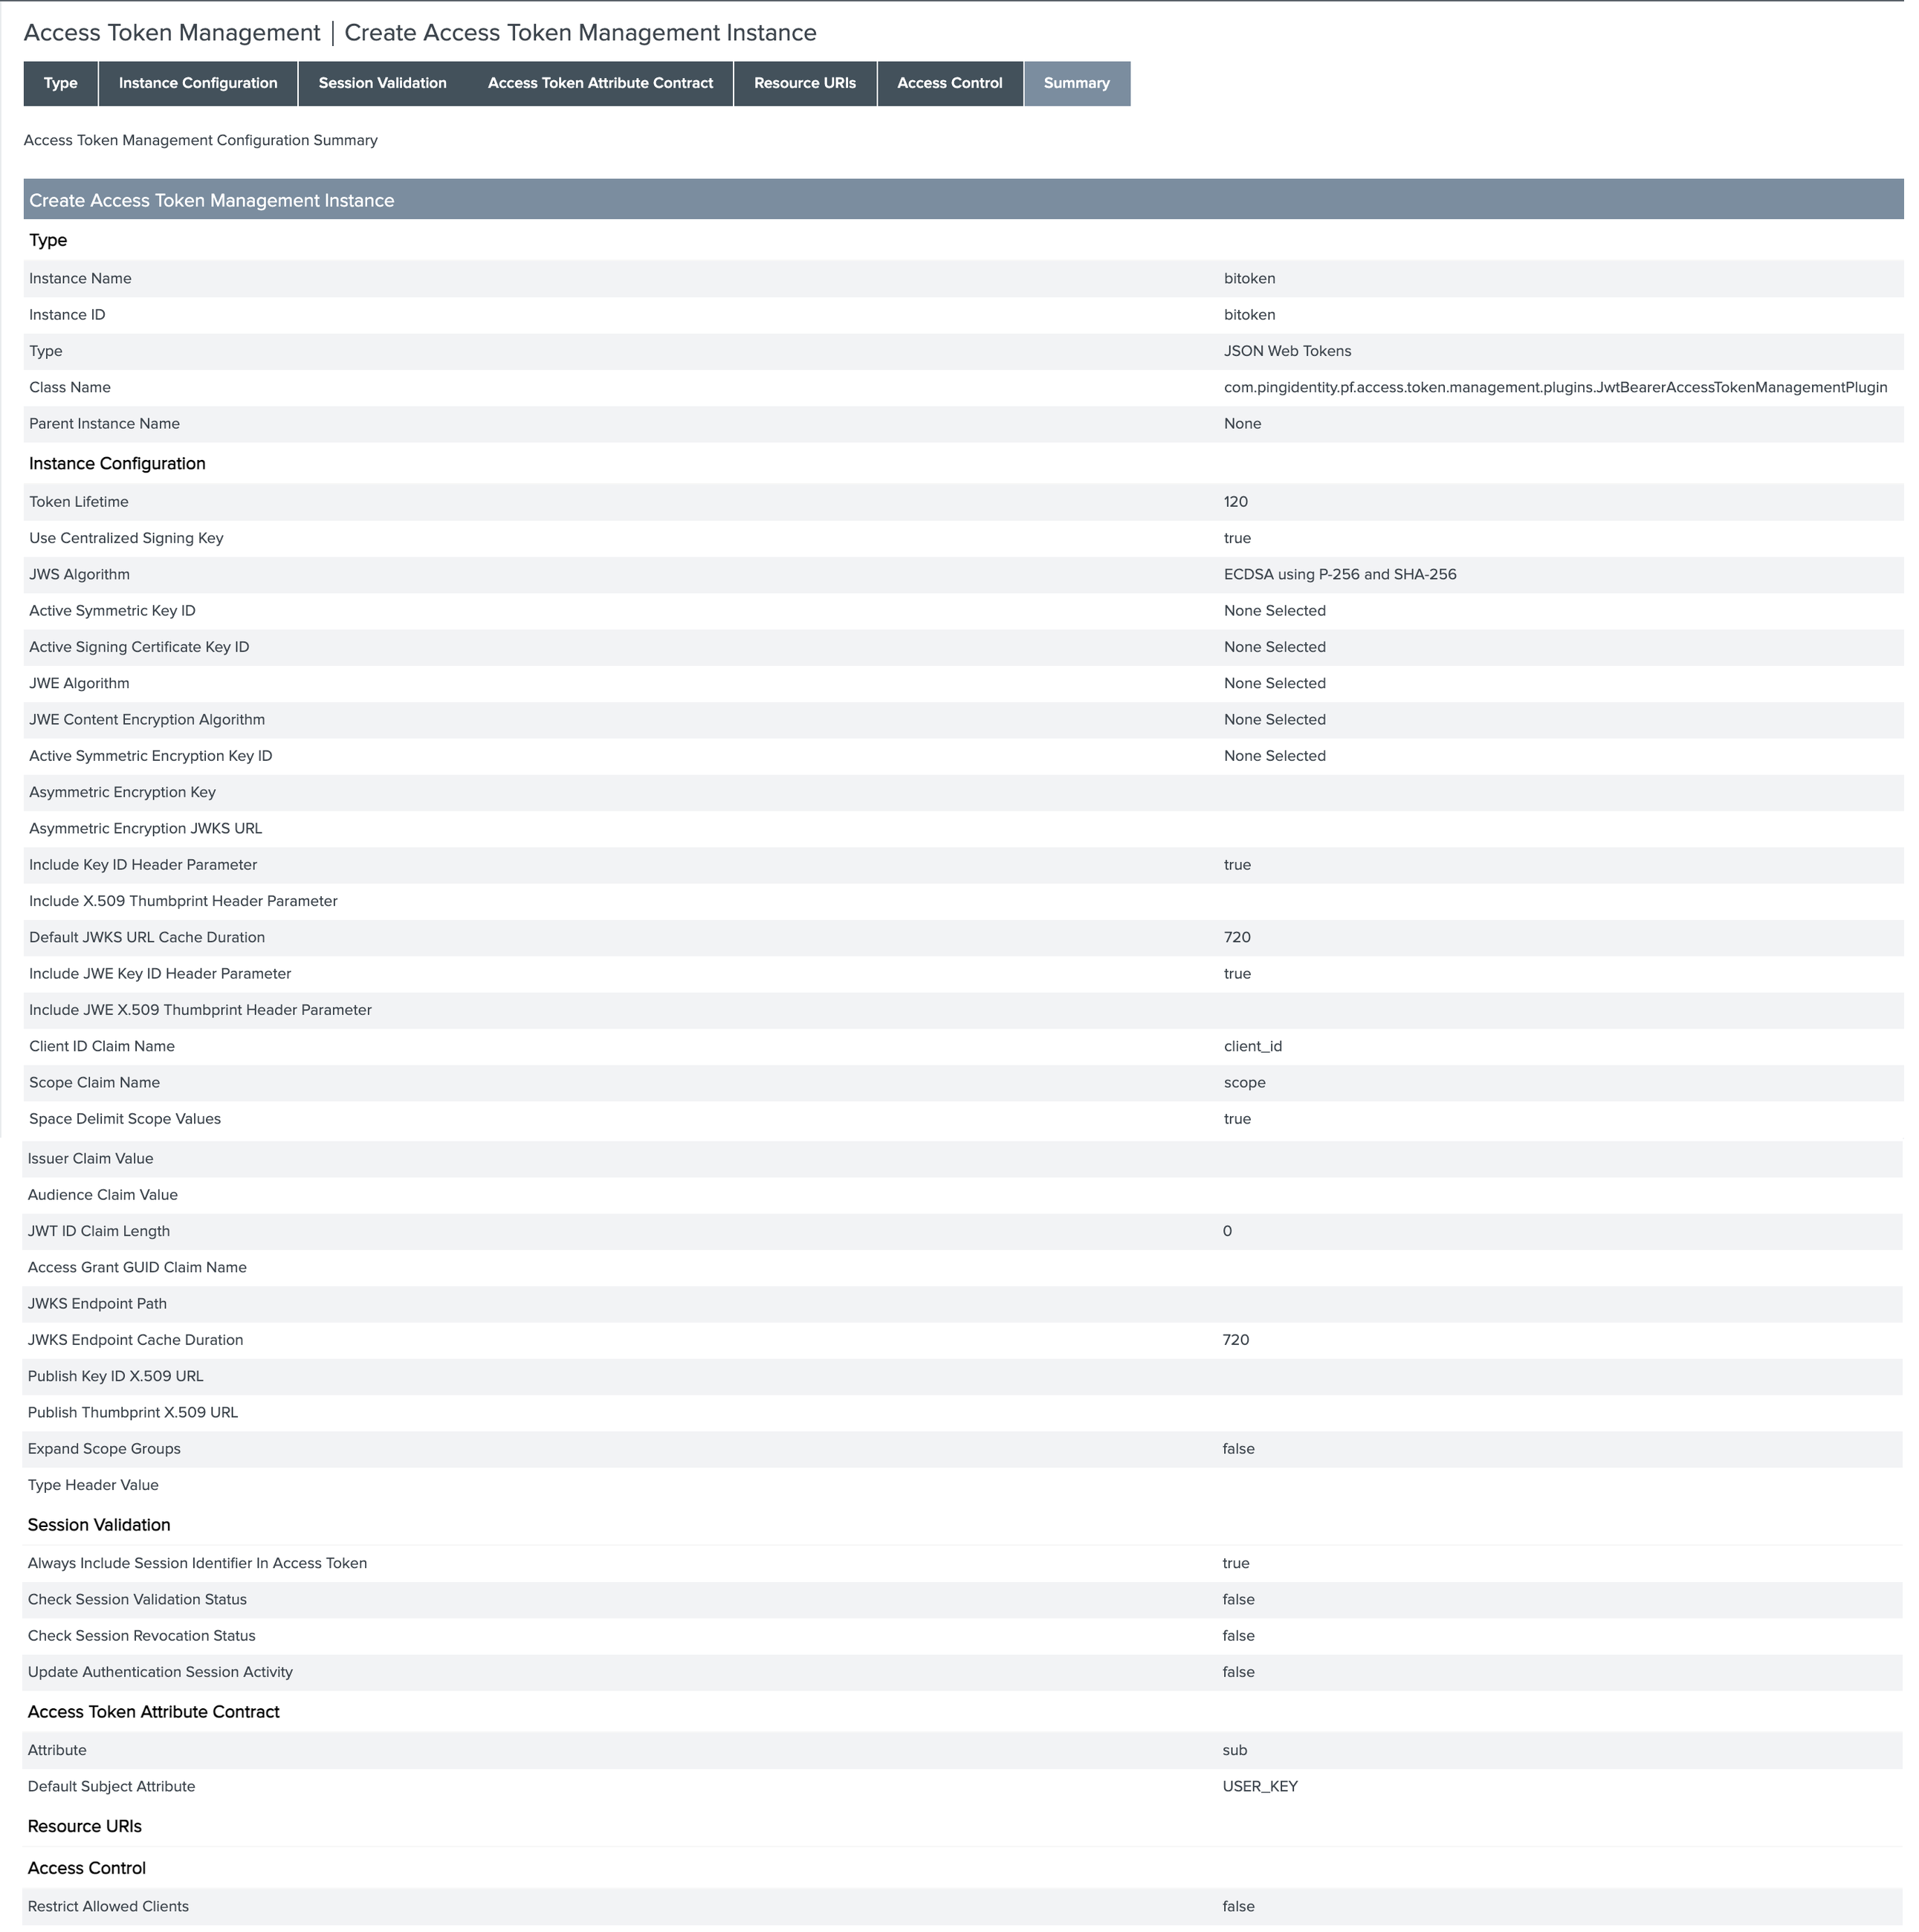 Access Token Management | Create Access Token Management Instance
Type Instance Configuration Session Validation Access Token Attribute Contract Resource URIs Access Control Summary
Access Token Management Configuration Summary
Create Access Token Management Instance
Type
Instance Name bitoken
Instance ID bitoken
Type JSON Web Tokens
Class Name com.pingidentity.pf.access.token.management.plugins.JwtBearerAccessTokenManagementPlugin
Parent Instance Name None
Instance Configuration
Token Lifetime 120
Use Centralized Signing Key true
JWS Algorithm ECDSA using P-256 and SHA-256
Active Symmetric Key ID None Selected
Active Signing Certificate Key ID None Selected
JWE Algorithm None Selected
JWE Content Encryption Algorithm None Selected
Active Symmetric Encryption Key ID None Selected
Asymmetric Encryption Key
Asymmetric Encryption JWKS URL
Include Key ID Header Parameter true
Include X.509 Thumbprint Header Parameter
Default JWKS URL Cache Duration 720
Include JWE Key ID Header Parameter true
Include JWE X.509 Thumbprint Header Parameter
Client ID Claim Name client_id
Scope Claim Name scope
Space Delimit Scope Values true
Issuer Claim Value
Audience Claim Value
JWT ID Claim Length 0
Access Grant GUID Claim Name
JWKS Endpoint Path
JWKS Endpoint Cache Duration 720
Publish Key ID X.509 URL
Publish Thumbprint X.509 URL
Expand Scope Groups false
Type Header Value
Session Validation
Always Include Session Identifier In Access Token true
Check Session Validation Status false
Check Session Revocation Status false
Update Authentication Session Activity false
Access Token Attribute Contract
Attribute sub
Default Subject Attribute USER_KEY
Resource URIs
Access Control
Restrict Allowed Clients false